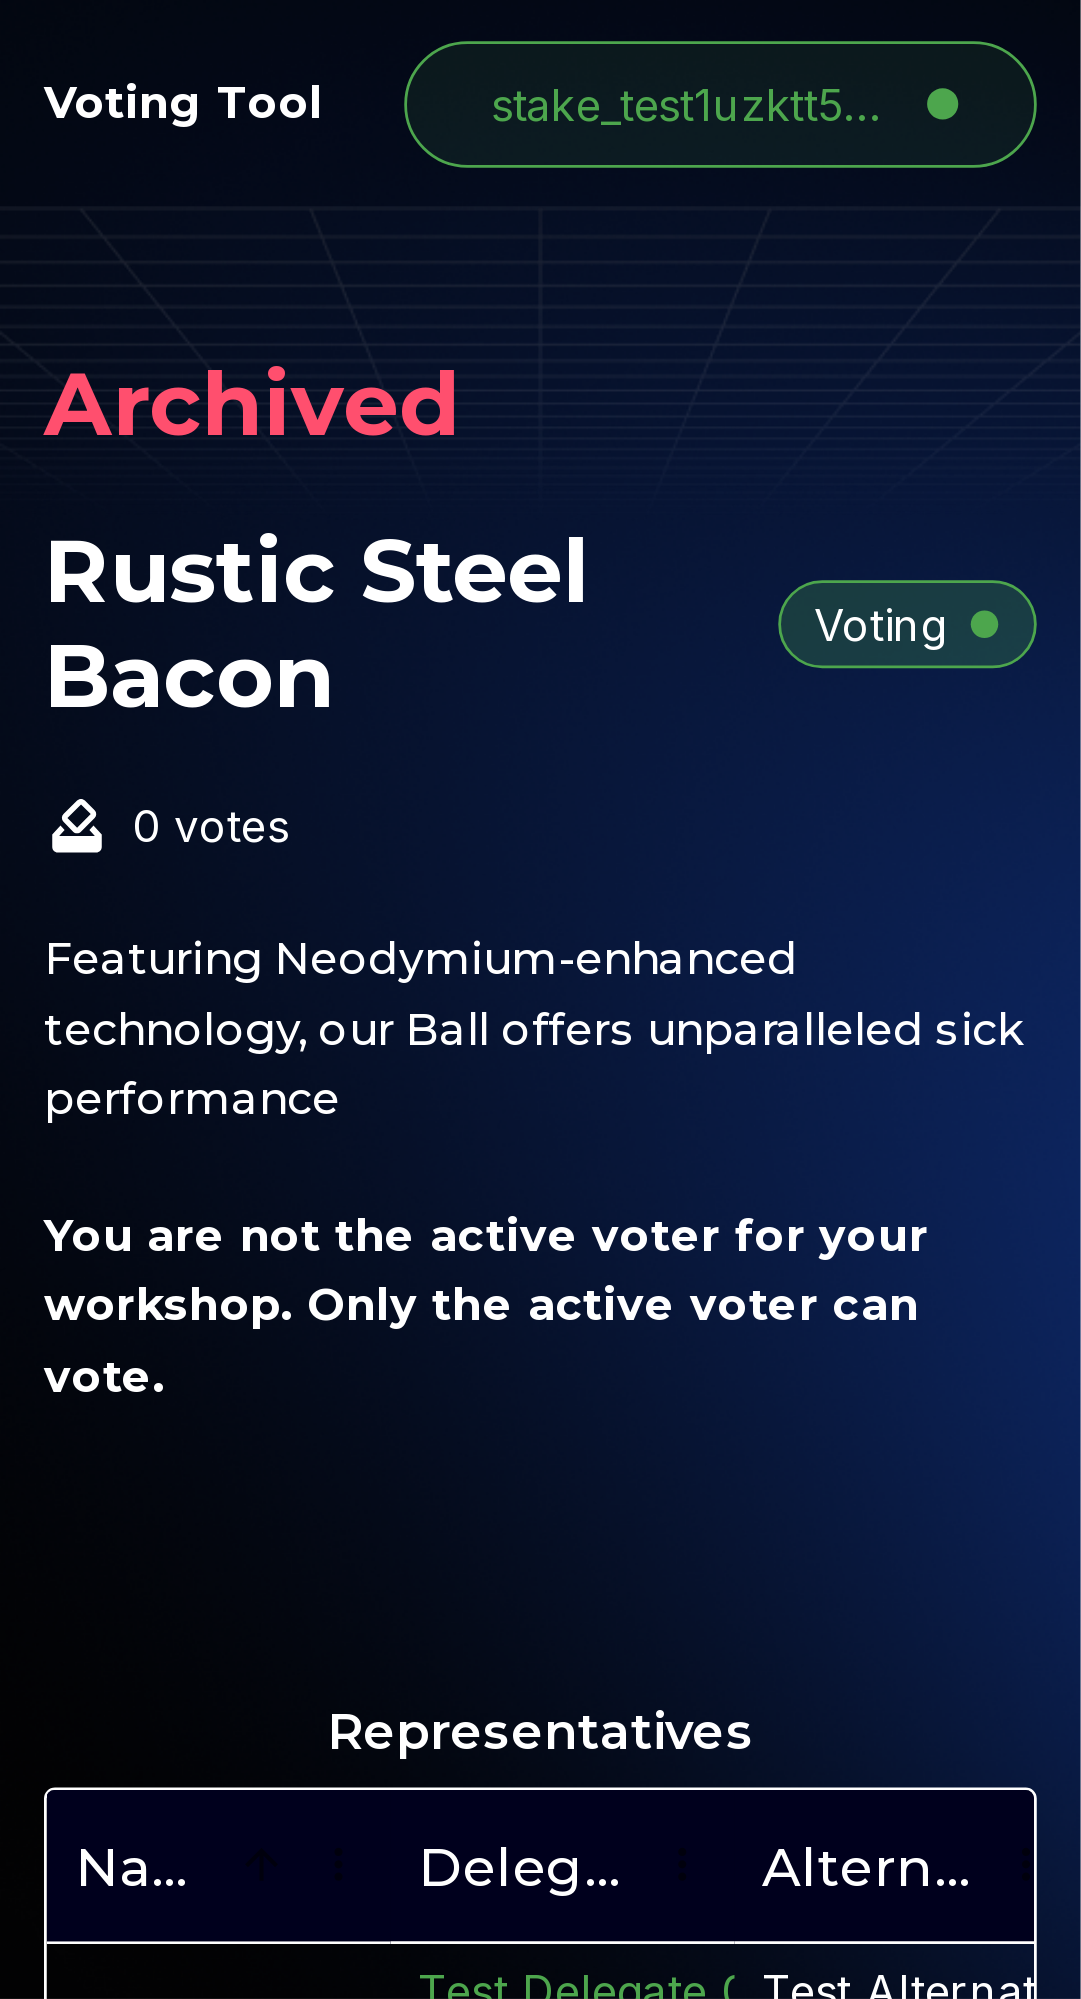 Voting Tool
stake_test1uzktt5...
Archived
Rustic Steel
Bacon
Voting
0 votes
Featuring Neodymium-enhanced
technology, our Ball offers unparalleled sick
performance
You are not the active voter for your
workshop. Only the active voter can
vote.
Representatives
Na... Deleg... Altern...
Test Delegate Test Alternat